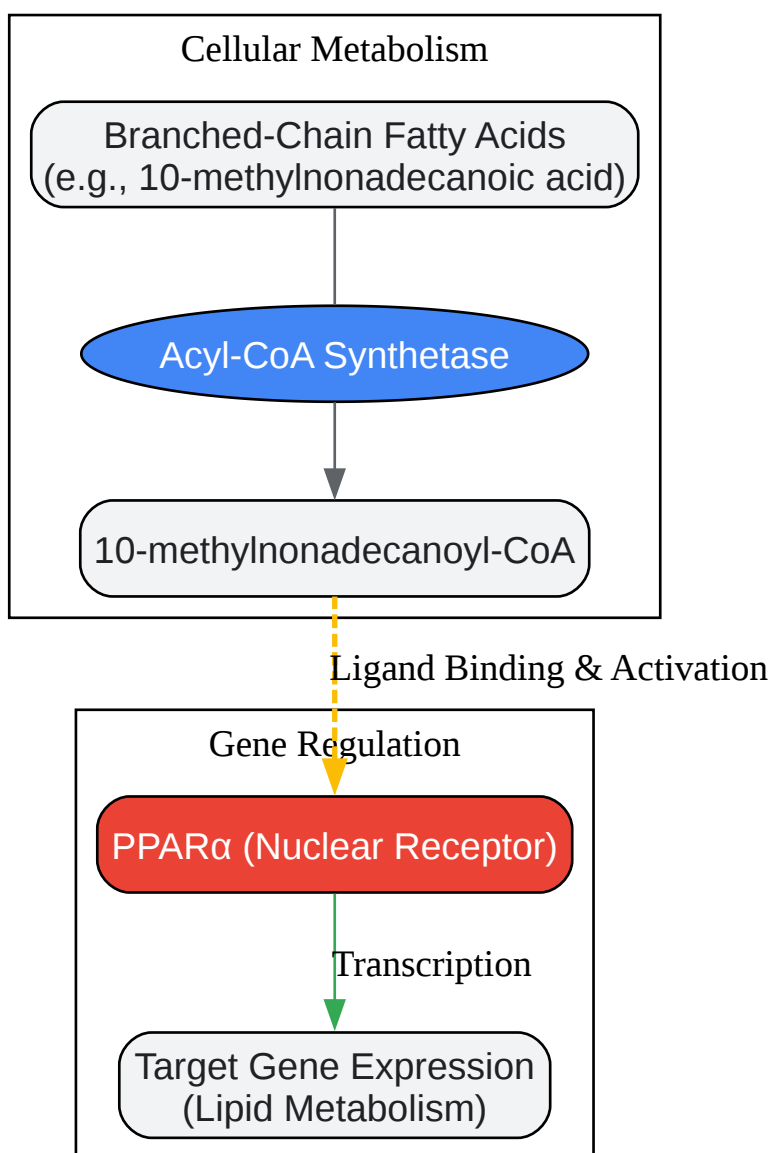 Cellular Metabolism
Branched-Chain Fatty Acids
(e.g., 10-methylnonadecanoic acid)
Acyl-CoA Synthetase
10-methylnonadecanoyl-CoA
Ligand Binding & Activation
Gene Regulation
PPARα (Nuclear Receptor)
Transcription
Target Gene Expression
(Lipid Metabolism)